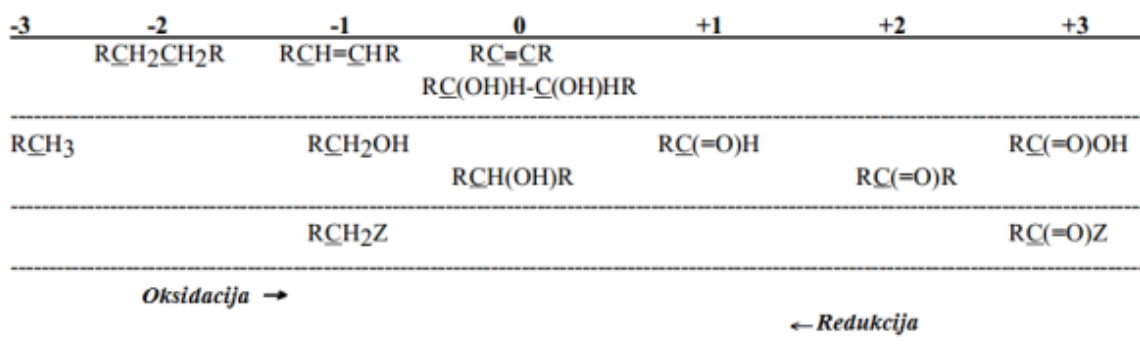 -3 -2 -1 0 +1 +2 +3
RCH2CH2R RCH=CHR RC≡CR
RC(OH)H-C(OH)HR
RCH3 RCH2OH RC(=O)H RC(=O)OH
RCH(OH)R RC(=O)R
RCH2Z RC(=O)Z
Oksidacija →
←Redukcija